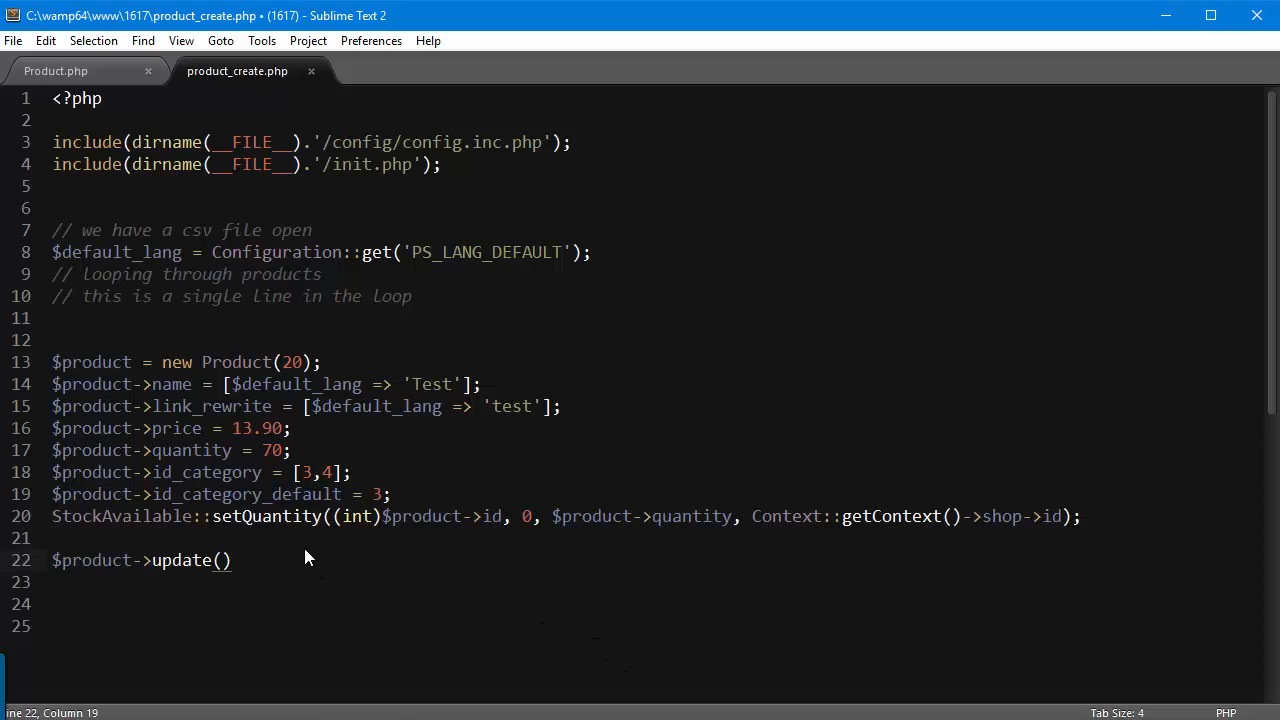 C:\wamp64\www\1617\product_create.php • (1617) - Sublime Text 2
File Edit Selection Find View Goto Tools Project Preferences Help
Product.php × product_create.php ×
1 <?php
2
3 include(dirname(__FILE__).'/config/config.inc.php');
4 include(dirname(__FILE__).'/init.php');
5
6
7 // we have a csv file open
8 $default_lang = Configuration::get('PS_LANG_DEFAULT');
9 // looping through products
10 // this is a single line in the loop
11
12
13 $product = new Product(20);
14 $product->name = [$default_lang => 'Test'];
15 $product->link_rewrite = [$default_lang => 'test'];
16 $product->price = 13.90;
17 $product->quantity = 70;
18 $product->id_category = [3,4];
19 $product->id_category_default = 3;
20 StockAvailable::setQuantity((int)$product->id, 0, $product->quantity, Context::getContext()->shop->id);
21
22 $product->update()
23
24
25
ine 22, Column 19 Tab Size: 4 PHP